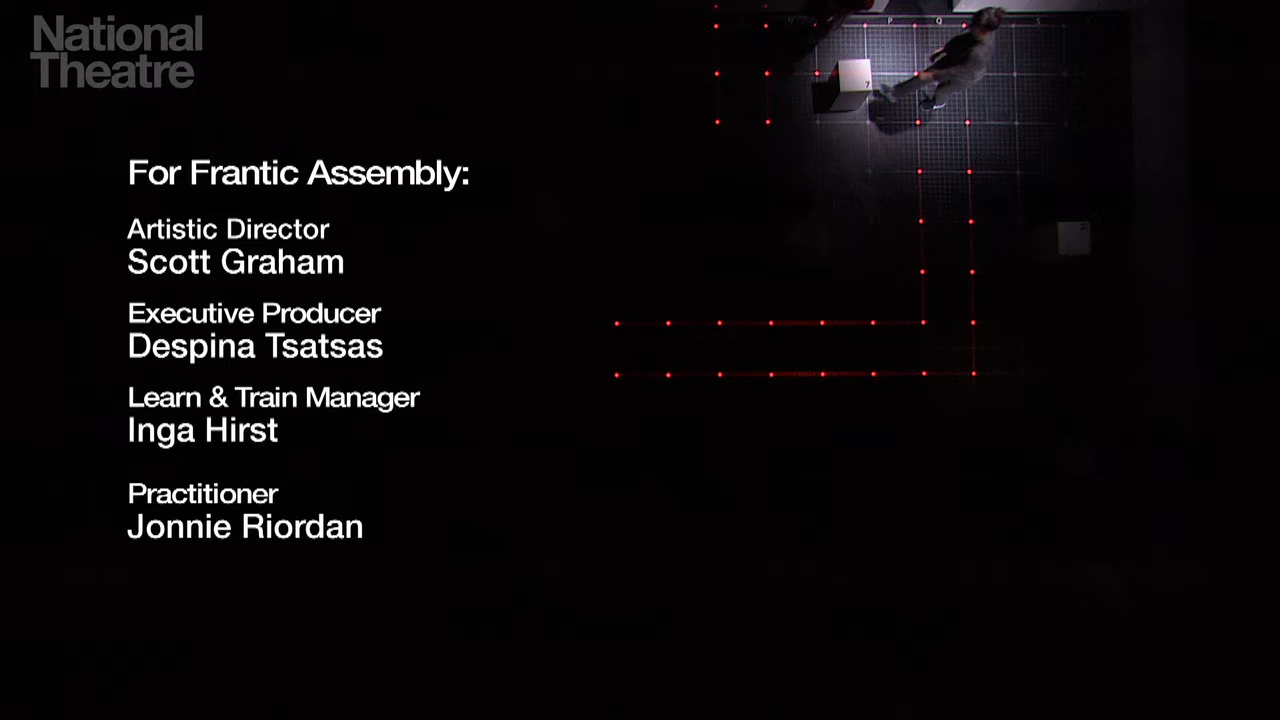 National
Theatre
P Q S
7
For Frantic Assembly:
Artistic Director
Scott Graham
Executive Producer
Despina Tsatsas
Learn & Train Manager
Inga Hirst
Practitioner
Jonnie Riordan